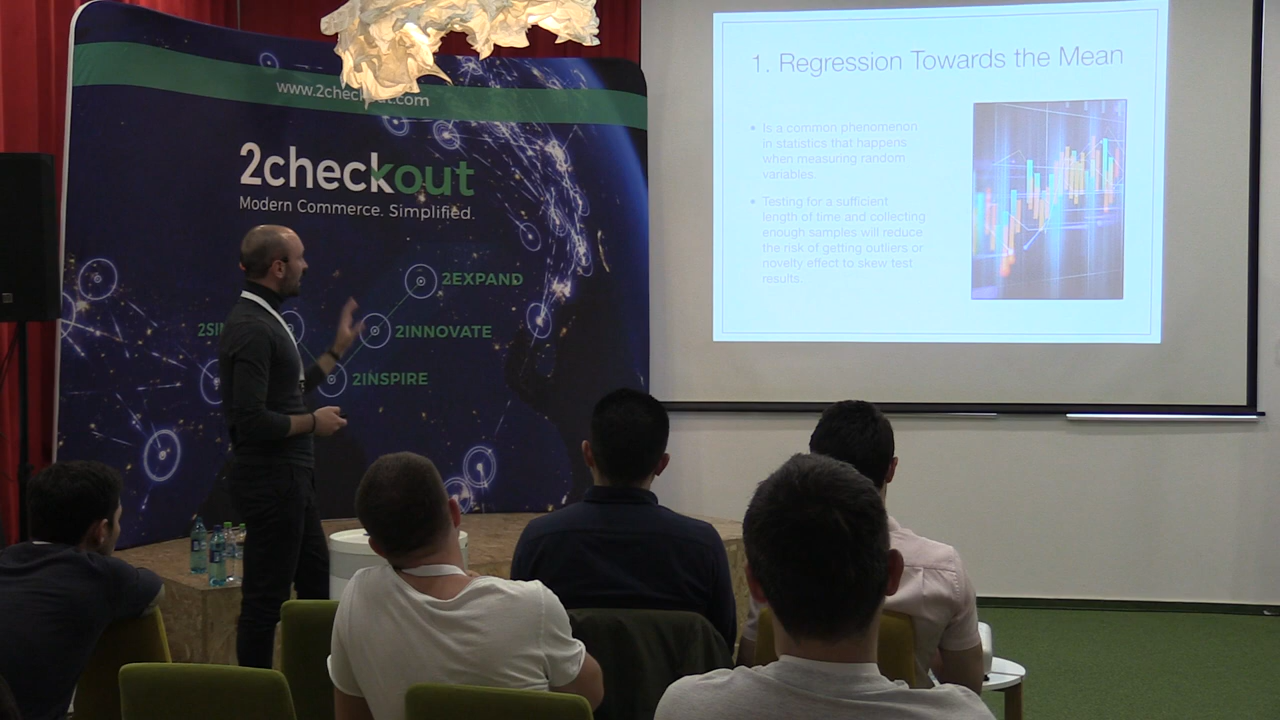 www.2check
.com
2checkout
Modern Commerce. Simplified.
2EXPAND
2INNOVATE
2INSPIRE
1. Regression Towards the Mean
• Is a common phenomenon
in statistics that happens
when measuring random
variables.
• Testing for a sufficient
length of time and collecting
enough samples will reduce
the risk of getting outliers or
novelty effect to skew test
results.